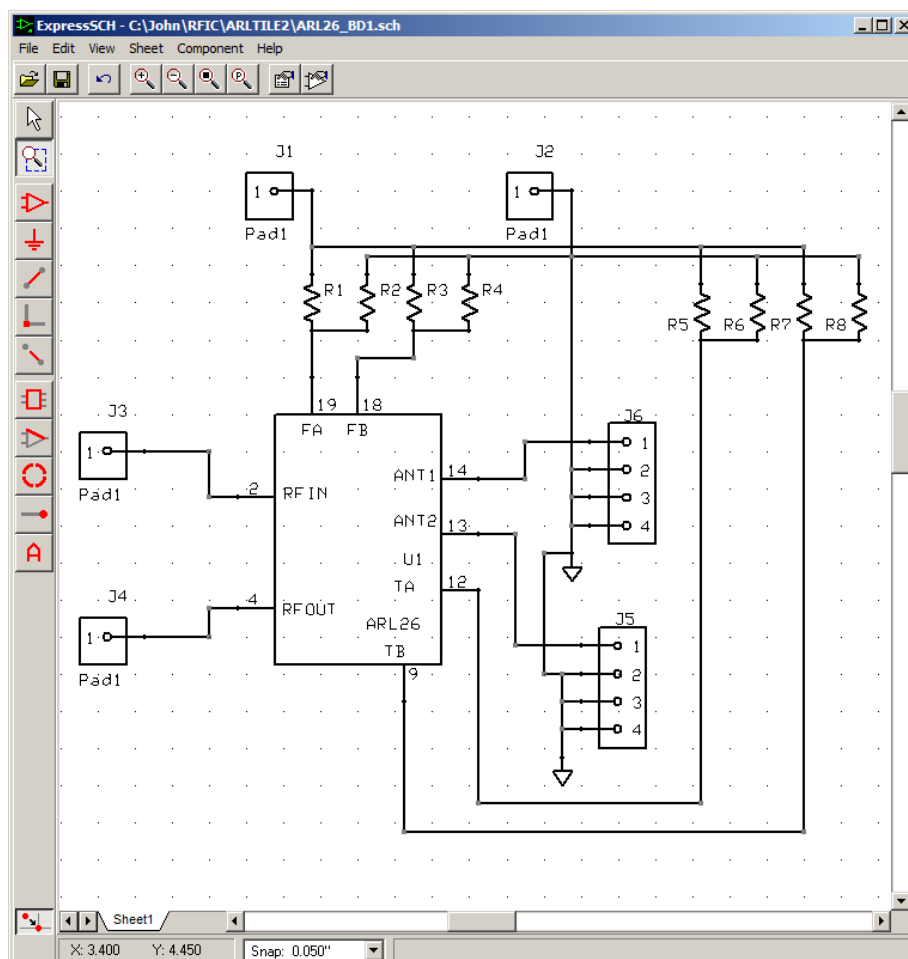 ExpressSCH - C:\John\RFIC\ARLTILE2\ARL26_BD1.sch
File Edit View Sheet Component Help
P
A
J1 J2
1 1
Pad1 Pad1
R1 R2 R3 R4
R5 R6 R7 R8
19 18
FA FB
J3
1
Pad1
2 RFIN
ANT1 14
ANT2 13
U1
TA 12
J4
1
Pad1
4 RFOUT
ARL26
TB
9
J6
1
2
3
4
J5
1
2
3
4
Sheet1
X: 3.400 Y: 4.450 Snap: 0.050"